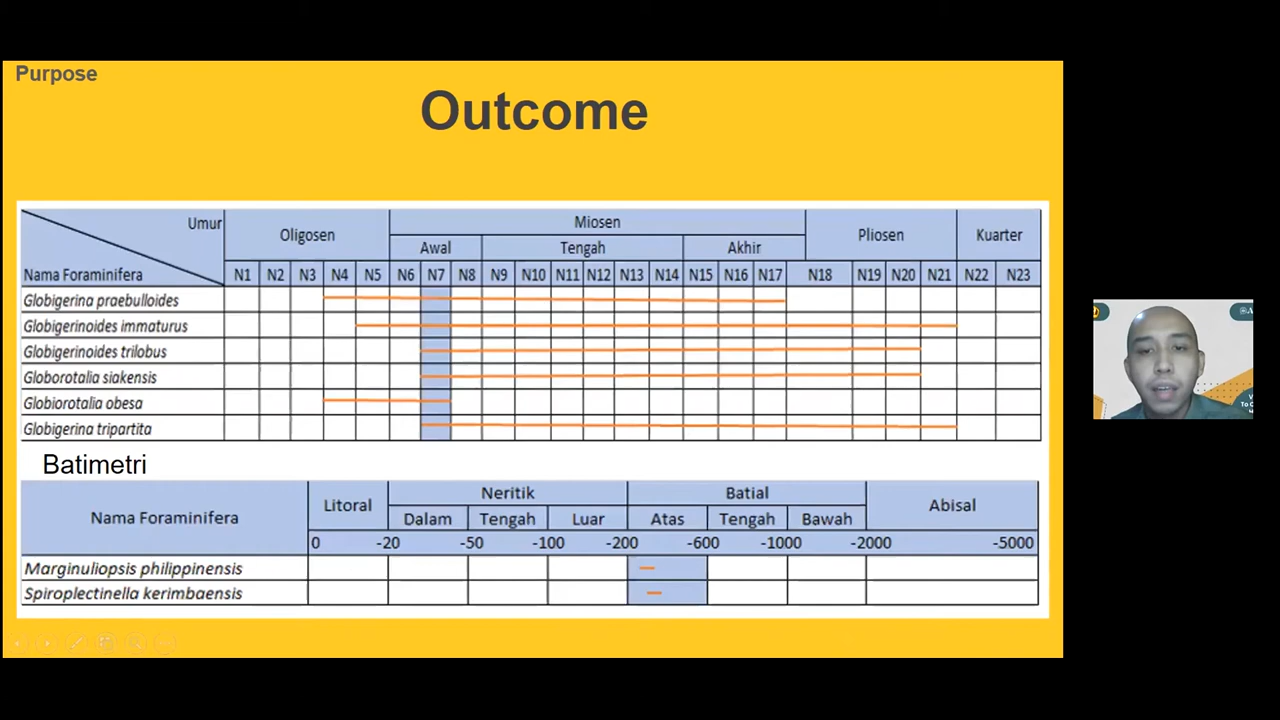 Purpose
Outcome
Umur
Nama Foraminifera
Oligosen Miosen Pliosen Kuarter
Awal Tengah Akhir
N1 N2 N3 N4 N5 N6 N7 N8 N9 N10 N11 N12 N13 N14 N15 N16 N17 N18 N19 N20 N21 N22 N23
Globigerina praebulloides
Globigerinoides immaturus
Globigerinoides trilobus
Globorotalia siakensis
Globiorotalia obesa
Globigerina tripartita
Batimetri
Nama Foraminifera Litoral Neritik Batial Abisal
Dalam Tengah Luar Atas Tengah Bawah
0 -20 -50 -100 -200 -600 -1000 -2000 -5000
Marginuliopsis philippinensis
Spiroplectinella kerimbaensis